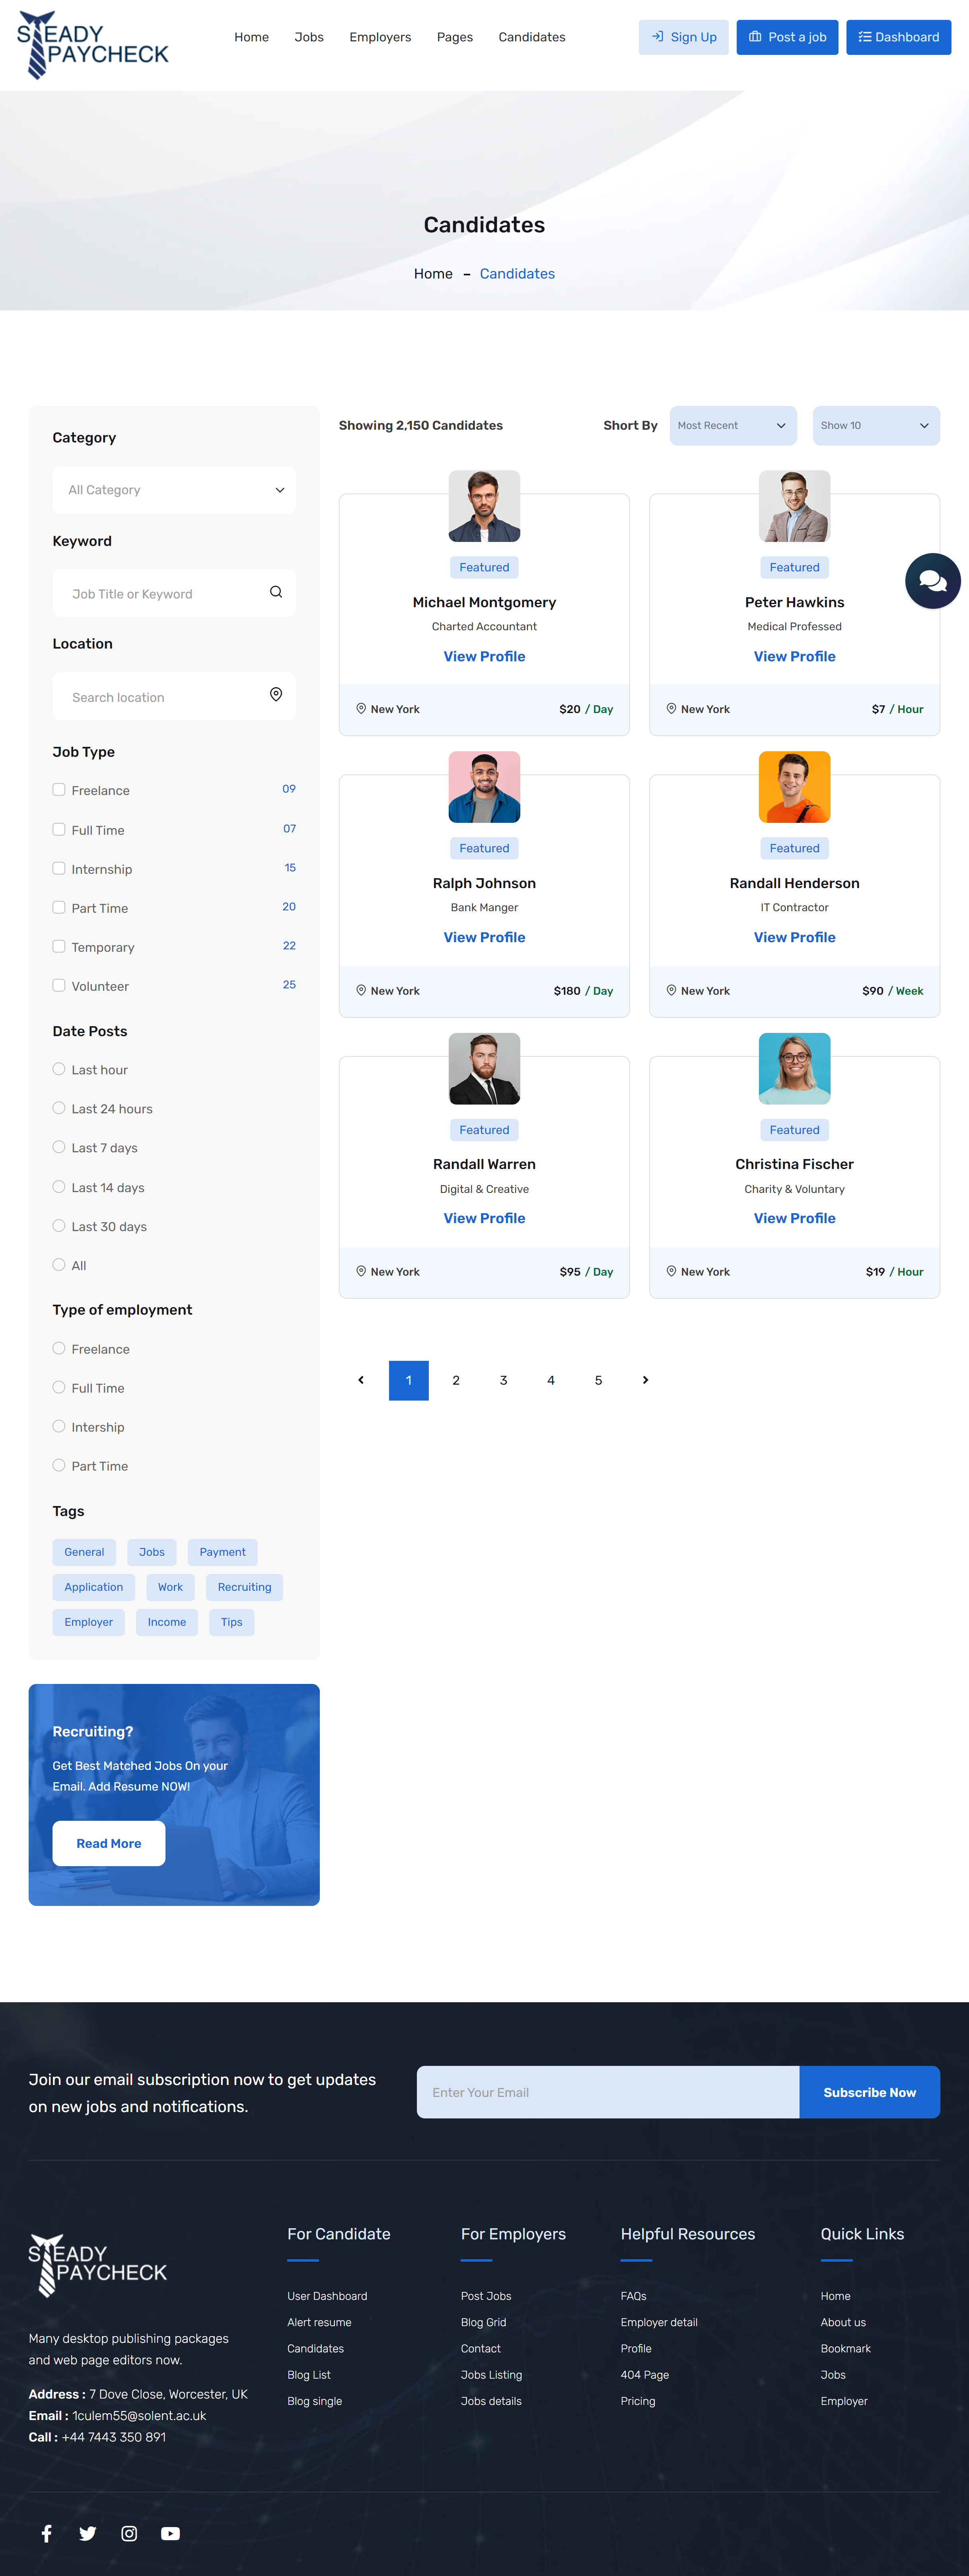 STEADY
PAYCHECK
Home
Jobs
Employers
Pages
Candidates
Sign Up
Post a job
Dashboard
Candidates
Home – Candidates
Category
All Category
Keyword
Job Title or Keyword
Location
Search location
Job Type
Freelance 09
Full Time 07
Internship 15
Part Time 20
Temporary 22
Volunteer 25
Date Posts
Last hour
Last 24 hours
Last 7 days
Last 14 days
Last 30 days
All
Type of employment
Freelance
Full Time
Intership
Part Time
Tags
General Jobs Payment
Application Work Recruiting
Employer Income Tips
Recruiting?
Get Best Matched Jobs On your
Email. Add Resume NOW!
Read More
Showing 2,150 Candidates
Short By
Most Recent
Show 10
Featured
Michael Montgomery
Charted Accountant
View Profile
New York $20 / Day
Featured
Peter Hawkins
Medical Professed
View Profile
New York $7 / Hour
Featured
Ralph Johnson
Bank Manger
View Profile
New York $180 / Day
Featured
Randall Henderson
IT Contractor
View Profile
New York $90 / Week
Featured
Randall Warren
Digital & Creative
View Profile
New York $95 / Day
Featured
Christina Fischer
Charity & Voluntary
View Profile
New York $19 / Hour
1 2 3 4 5
Join our email subscription now to get updates
on new jobs and notifications.
Enter Your Email
Subscribe Now
STEADY
PAYCHECK
Many desktop publishing packages
and web page editors now.
Address : 7 Dove Close, Worcester, UK
Email : 1culem55@solent.ac.uk
Call : +44 7443 350 891
For Candidate
User Dashboard
Alert resume
Candidates
Blog List
Blog single
For Employers
Post Jobs
Blog Grid
Contact
Jobs Listing
Jobs details
Helpful Resources
FAQs
Employer detail
Profile
404 Page
Pricing
Quick Links
Home
About us
Bookmark
Jobs
Employer